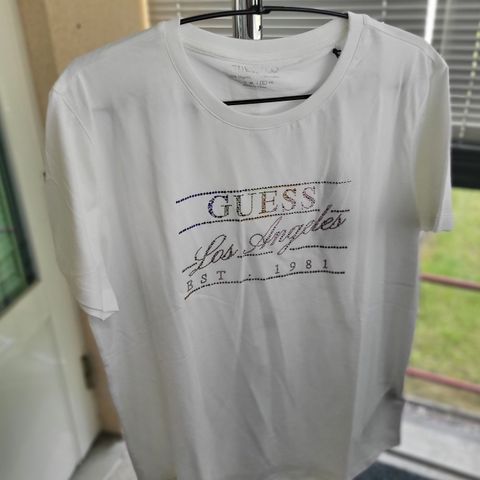 GUESS
Los Angeles
EST . 1981